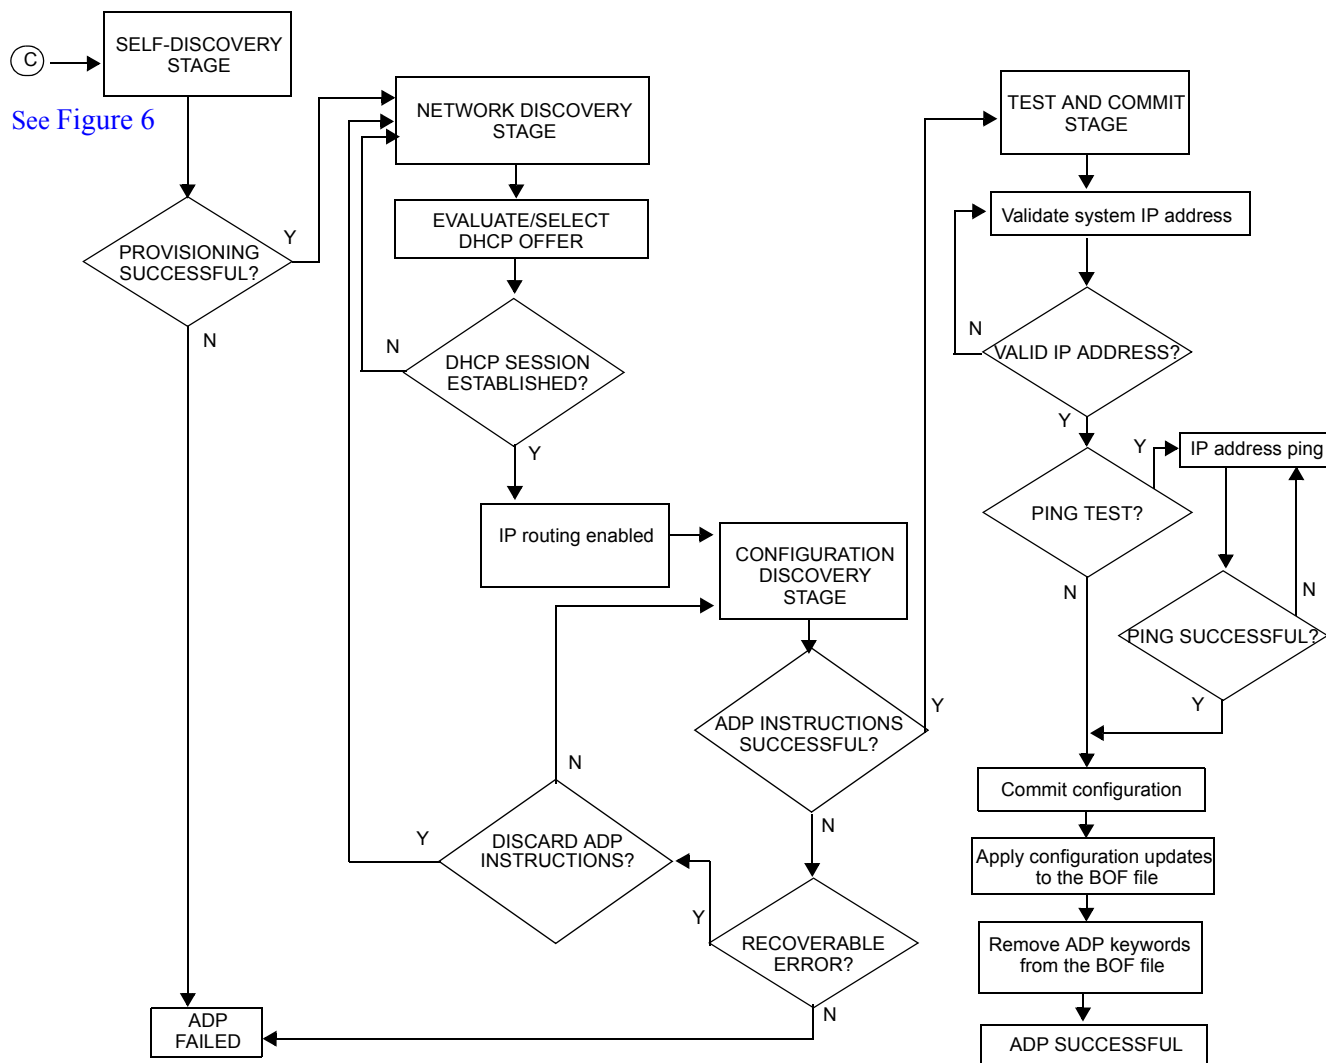 C
SELF-DISCOVERY
STAGE
See Figure 6
PROVISIONING
SUCCESSFUL?
Y
N
NETWORK DISCOVERY
STAGE
EVALUATE/SELECT
DHCP OFFER
DHCP SESSION
ESTABLISHED?
N
Y
IP routing enabled
CONFIGURATION
DISCOVERY
STAGE
ADP INSTRUCTIONS
SUCCESSFUL?
Y
N
DISCARD ADP
INSTRUCTIONS?
N
Y
RECOVERABLE
ERROR?
Y
N
ADP
FAILED
TEST AND COMMIT
STAGE
Validate system IP address
VALID IP ADDRESS?
N
Y
PING TEST?
Y
N
IP address ping
PING SUCCESSFUL?
N
Y
Commit configuration
Apply configuration updates
to the BOF file
Remove ADP keywords
from the BOF file
ADP SUCCESSFUL